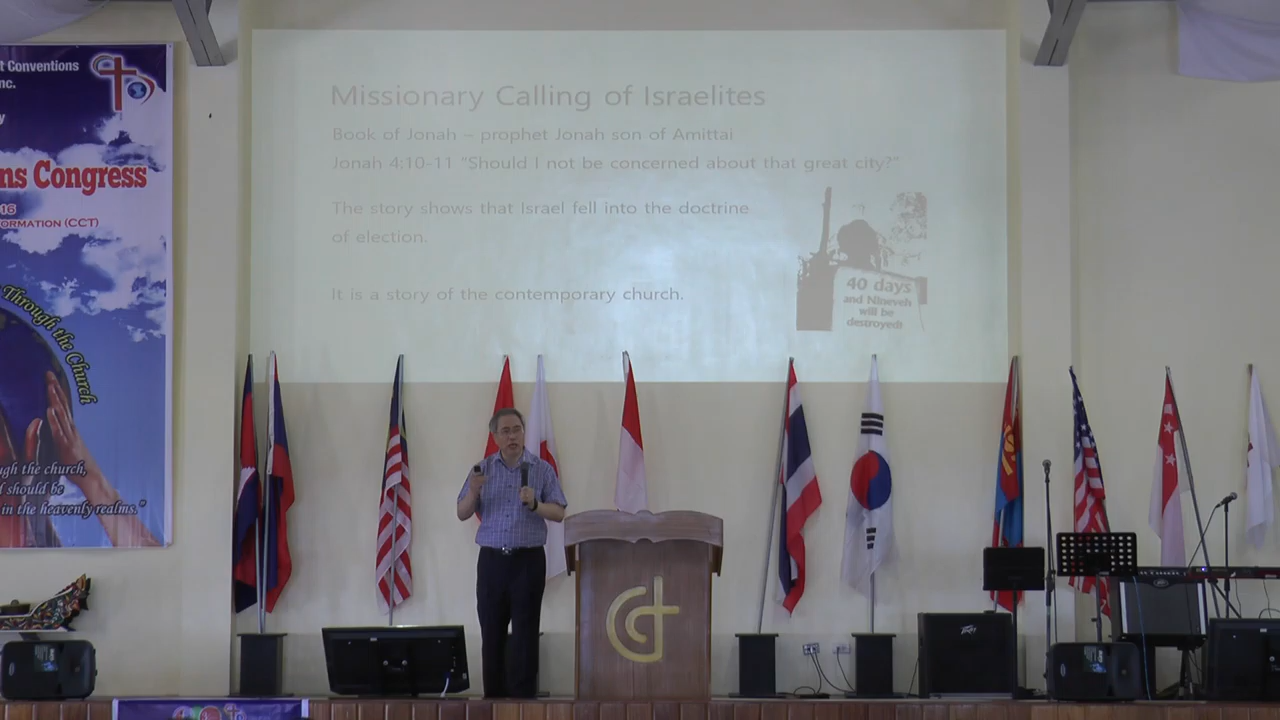 t Conventions
nc.
y
ns Congress
16
ORMATION (CCT)
Through the Church
ugh the church,
d should be
in the heavenly realms."
Missionary Calling of Israelites
Book of Jonah – prophet Jonah son of Amittai
Jonah 4:10-11 "Should I not be concerned about that great city?"
The story shows that Israel fell into the doctrine
of election.
It is a story of the contemporary church.
40 days
and Nineveh
will be
destroyed!
PEAVEY